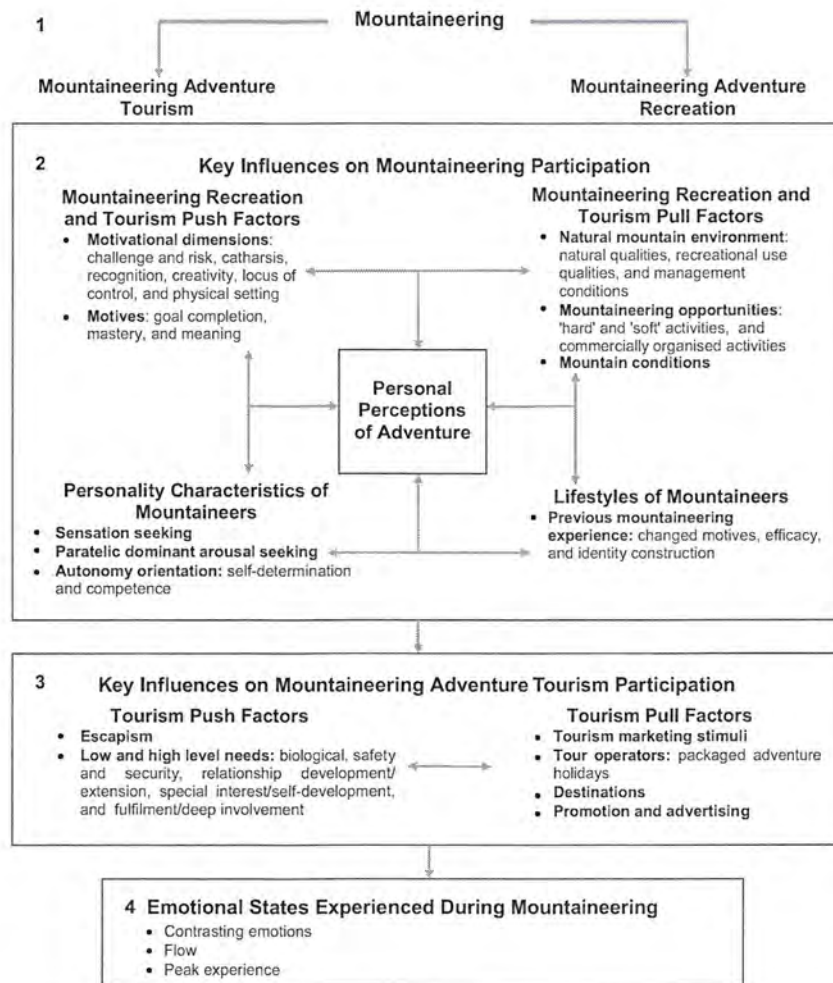 1
Mountaineering
Mountaineering Adventure
Tourism
Mountaineering Adventure
Recreation
2
Key Influences on Mountaineering Participation
Mountaineering Recreation
and Tourism Push Factors
• Motivational dimensions:
challenge and risk, catharsis,
recognition, creativity, locus of
control, and physical setting
• Motives: goal completion,
mastery, and meaning
Mountaineering Recreation and
Tourism Pull Factors
• Natural mountain environment:
natural qualities, recreational use
qualities, and management
conditions
• Mountaineering opportunities:
'hard' and 'soft' activities, and
commercially organised activities
• Mountain conditions
Personal
Perceptions
of Adventure
Personality Characteristics of
Mountaineers
• Sensation seeking
• Paratelic dominant arousal seeking
• Autonomy orientation: self-determination
and competence
Lifestyles of Mountaineers
• Previous mountaineering
experience: changed motives, efficacy,
and identity construction
3
Key Influences on Mountaineering Adventure Tourism Participation
Tourism Push Factors
• Escapism
• Low and high level needs: biological, safety
and security, relationship development/
extension, special interest/self-development,
and fulfilment/deep involvement
Tourism Pull Factors
• Tourism marketing stimuli
• Tour operators: packaged adventure
holidays
• Destinations
• Promotion and advertising
4 Emotional States Experienced During Mountaineering
• Contrasting emotions
• Flow
• Peak experience